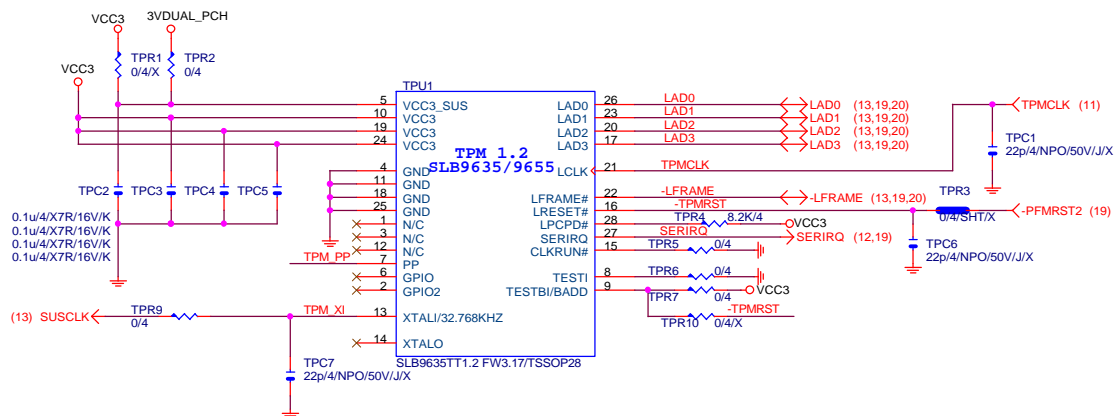 VCC3
3VDUAL_PCH
TPR1
0/4/X
TPR2
0/4
VCC3
TPU1
5 VCC3_SUS
10 VCC3
19 VCC3
24 VCC3
4 GND
11 GND
18 GND
25 GND
1 N/C
3 N/C
12 N/C
TPM_PP 7 PP
6 GPIO
2 GPIO2
TPM_XI 13 XTALI/32.768KHZ
14 XTALO
TPM 1.2
SLB9635/9655
LAD0 26 LAD0 LAD0 (13,19,20)
LAD1 23 LAD1 LAD1 (13,19,20)
LAD2 20 LAD2 LAD2 (13,19,20)
LAD3 17 LAD3 LAD3 (13,19,20)
LCLK 21 TPMCLK
TPMCLK (11)
TPC1
22p/4/NPO/50V/J/X
LFRAME# 22 -LFRAME -LFRAME (13,19,20)
LRESET# 16 -TPMRST
TPR3
0/4/SHT/X
-PFMRST2 (19)
LPCPD# 28 TPR4 8.2K/4 VCC3
SERIRQ 27 SERIRQ SERIRQ (12,19)
CLKRUN# 15 TPR5 0/4
TPC6
22p/4/NPO/50V/J/X
TESTI 8 TPR6 0/4
TESTBI/BADD 9 TPR7 0/4 VCC3
TPR10 0/4/X -TPMRST
TPC2
TPC3
TPC4
TPC5
0.1u/4/X7R/16V/K
0.1u/4/X7R/16V/K
0.1u/4/X7R/16V/K
0.1u/4/X7R/16V/K
(13) SUSCLK
TPR9
0/4
TPC7
22p/4/NPO/50V/J/X
SLB9635TT1.2 FW3.17/TSSOP28